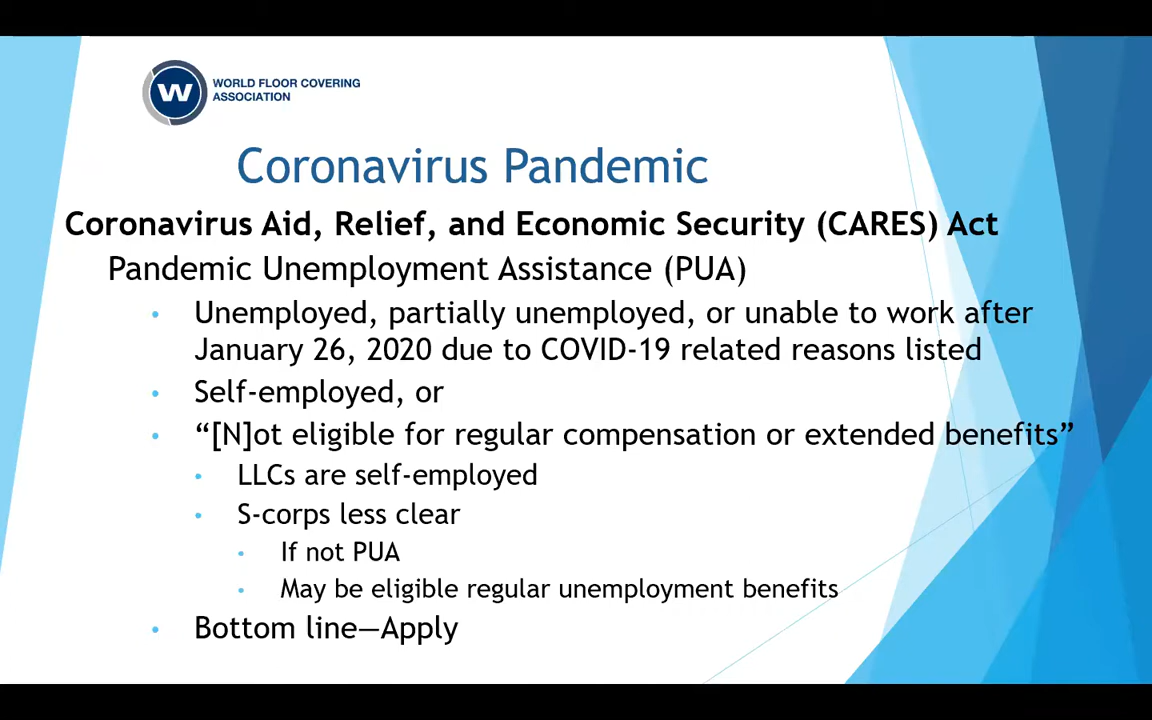 WORLD FLOOR COVERING
ASSOCIATION
Coronavirus Pandemic
Coronavirus Aid, Relief, and Economic Security (CARES) Act
Pandemic Unemployment Assistance (PUA)
• Unemployed, partially unemployed, or unable to work after
January 26, 2020 due to COVID-19 related reasons listed
• Self-employed, or
• “[N]ot eligible for regular compensation or extended benefits”
• LLCs are self-employed
• S-corps less clear
• If not PUA
• May be eligible regular unemployment benefits
• Bottom line—Apply